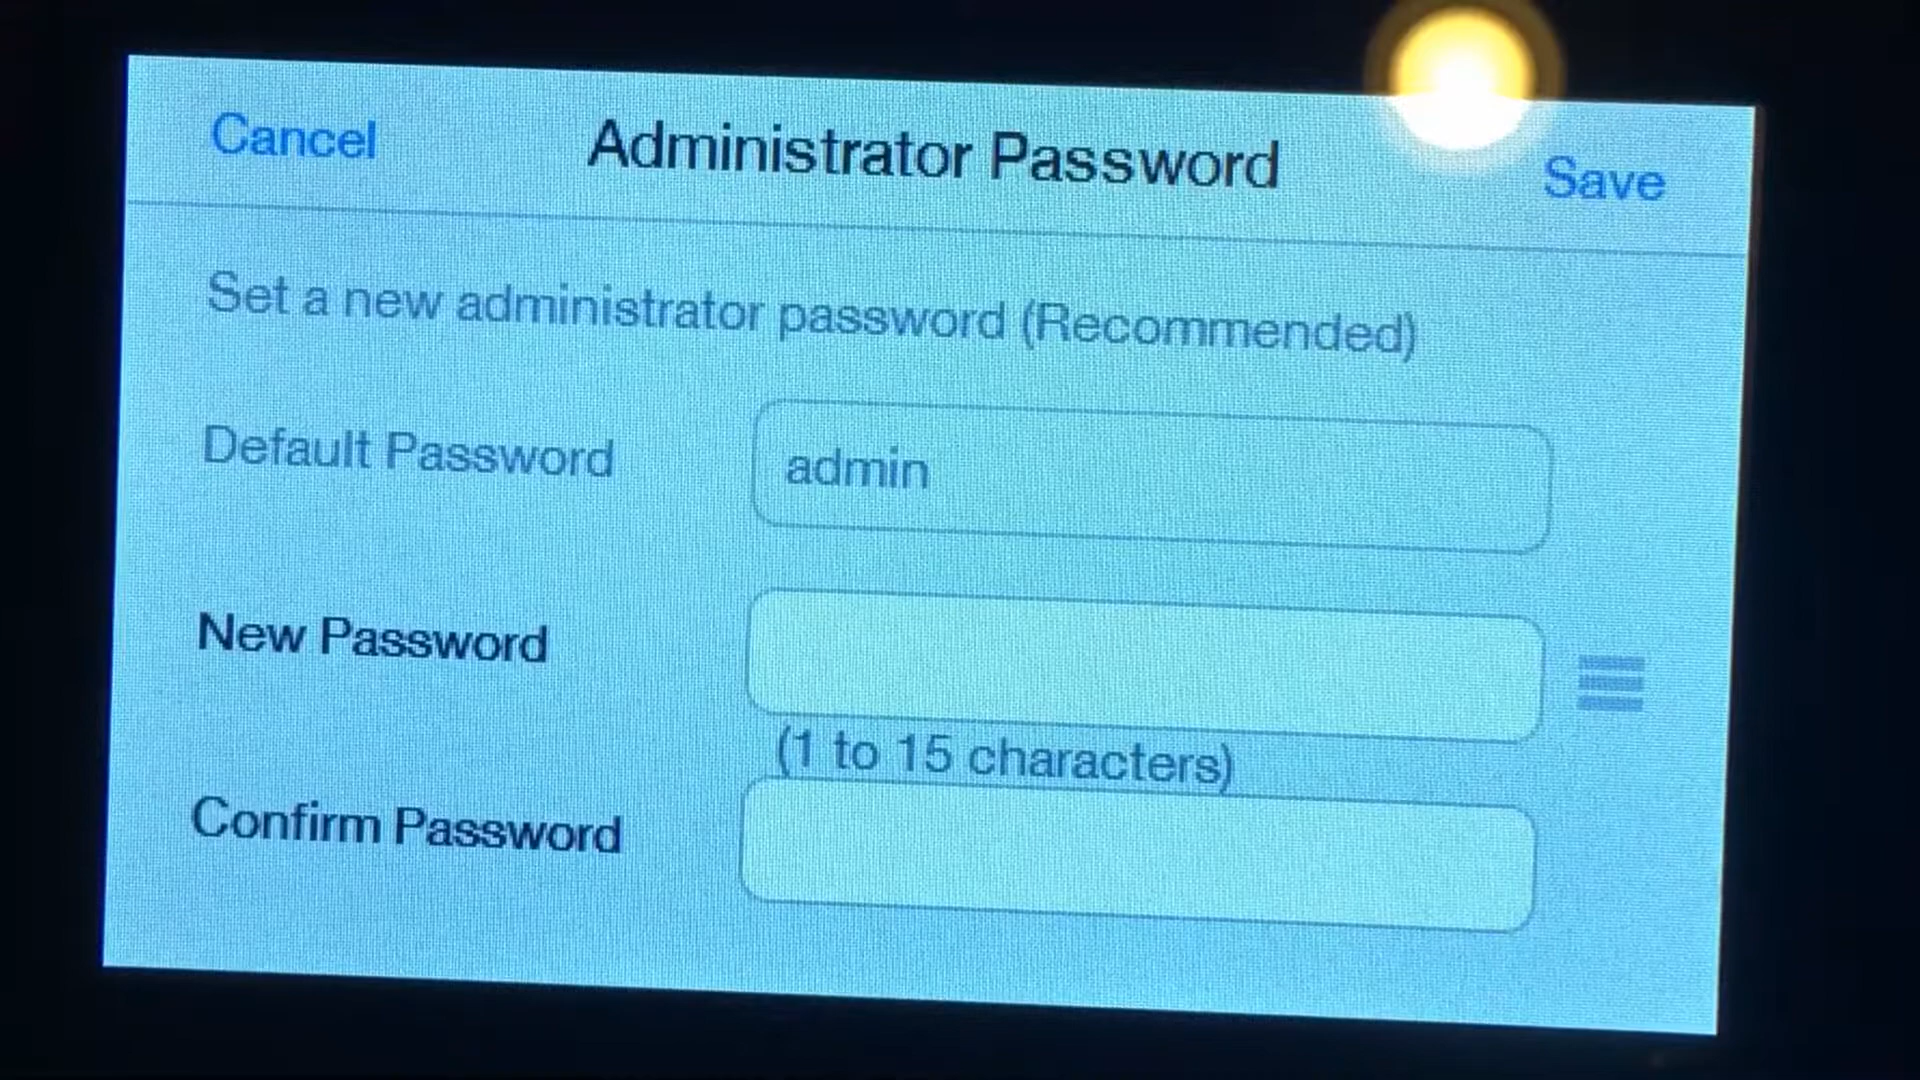 Cancel Administrator Password Save
Set a new administrator password (Recommended)
Default Password admin
New Password
(1 to 15 characters)
Confirm Password